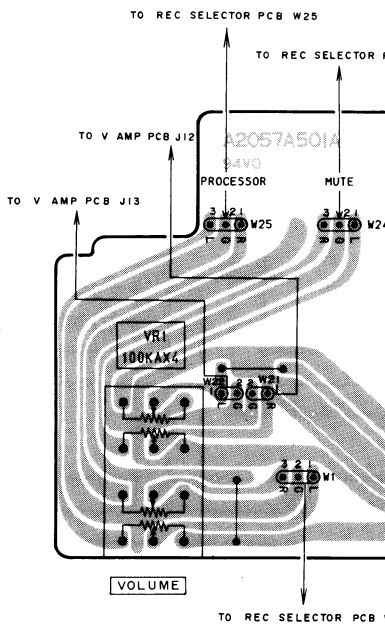 TO REC SELECTOR PCB W25
TO REC SELECTOR
TO V AMP PCB J12
A2057A501A
94V0
PROCESSOR
MUTE
TO V AMP PCB J13
3 W2 1
W25
L G R
3 W2 1
W24
R G L
VR1
100KAX4
W22
1 2 2 W21
L G G R
3 2 1
W1
R G L
VOLUME
TO REC SELECTOR PCB